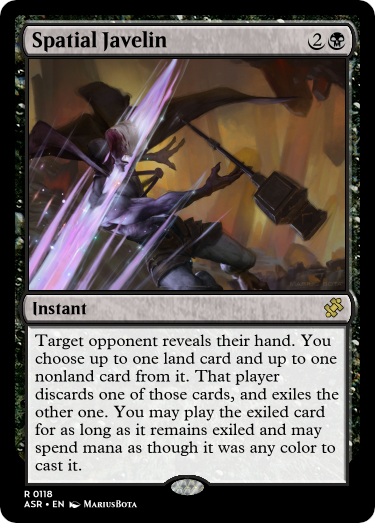 Spatial Javelin 2
Instant
Target opponent reveals their hand. You
choose up to one land card and up to one
nonland card from it. That player
discards one of those cards, and exiles the
other one. You may play the exiled card
for as long as it remains exiled and may
spend mana as though it was any color to
cast it.
R 0118
ASR • EN MariusBota